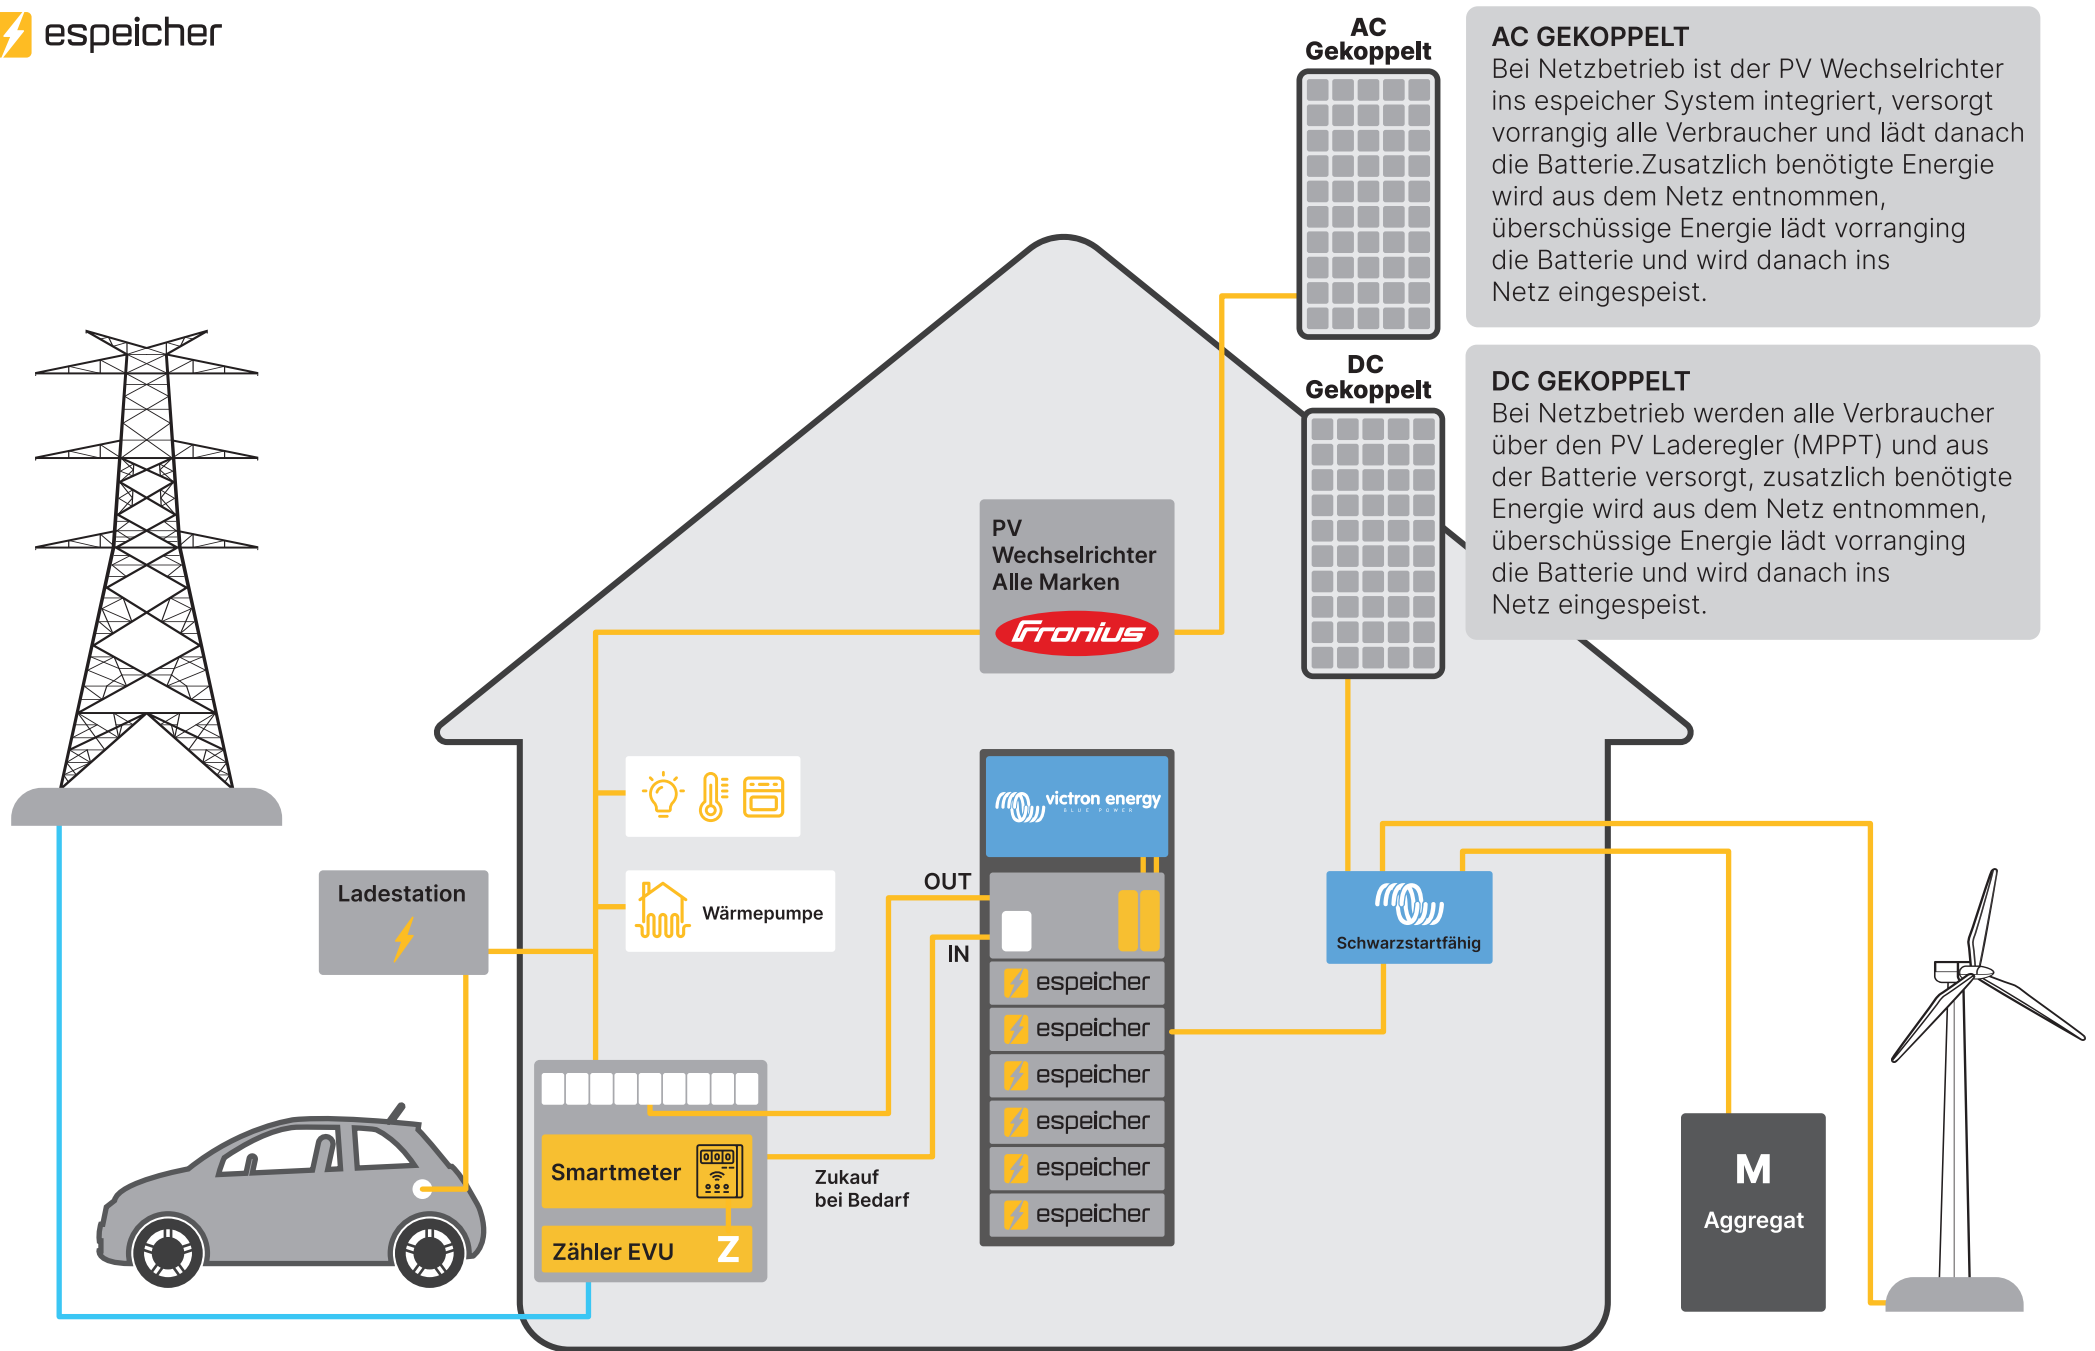 espeicher
AC
Gekoppelt
AC GEKOPPELT
Bei Netzbetrieb ist der PV Wechselrichter
ins espeicher System integriert, versorgt
vorrangig alle Verbraucher und lädt danach
die Batterie.Zusatzlich benötigte Energie
wird aus dem Netz entnommen,
überschüssige Energie lädt vorranging
die Batterie und wird danach ins
Netz eingespeist.
DC
Gekoppelt
DC GEKOPPELT
Bei Netzbetrieb werden alle Verbraucher
über den PV Laderegler (MPPT) und aus
der Batterie versorgt, zusatzlich benötigte
Energie wird aus dem Netz entnommen,
überschüssige Energie lädt vorranging
die Batterie und wird danach ins
Netz eingespeist.
PV
Wechselrichter
Alle Marken
Fronius
victron energy
BLUE POWER
Ladestation
Wärmepumpe
OUT
IN
Schwarzstartfähig
espeicher
espeicher
espeicher
espeicher
espeicher
espeicher
Smartmeter
000
Zähler EVU Z
Zukauf
bei Bedarf
M
Aggregat